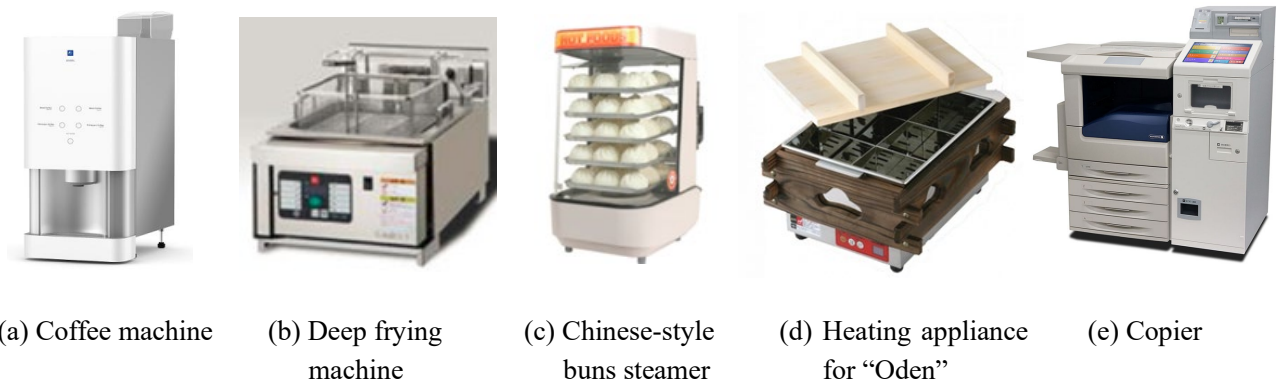 HOT FOODS
(a) Coffee machine
(b) Deep frying
machine
(c) Chinese-style
buns steamer
(d) Heating appliance
for “Oden”
(e) Copier